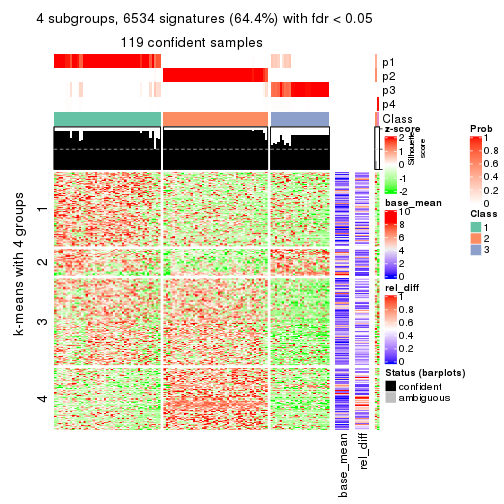 4 subgroups, 6534 signatures (64.4%) with fdr < 0.05
119 confident samples
p1
p2
p3
p4
Class
z-score
2
1
0
-1
-2
Silhouette
score
Prob
1
0.8
0.6
0.4
0.2
0
base_mean
10
8
6
4
2
0
Class
1
2
3
rel_diff
1
0.8
0.6
0.4
0.2
0
Status (barplots)
confident
ambiguous
k-means with 4 groups
1
2
3
4
base_mean
rel_diff